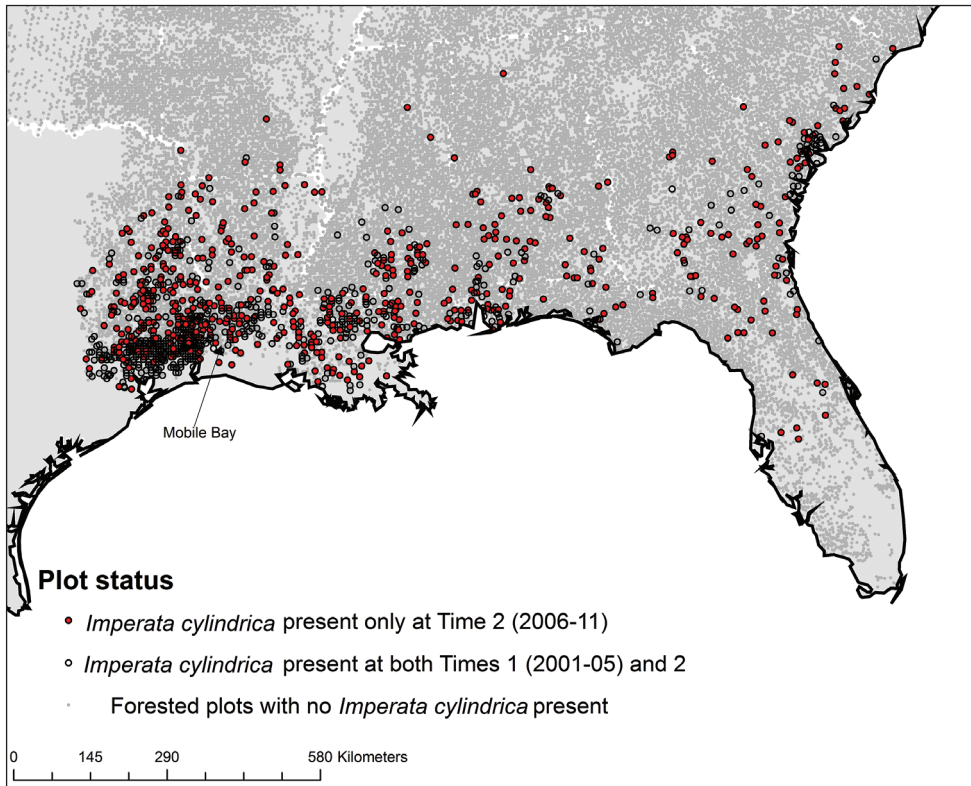 Mobile Bay
Plot status
Imperata cylindrica present only at Time 2 (2006-11)
Imperata cylindrica present at both Times 1 (2001-05) and 2
Forested plots with no Imperata cylindrica present
0 145 290 580 Kilometers